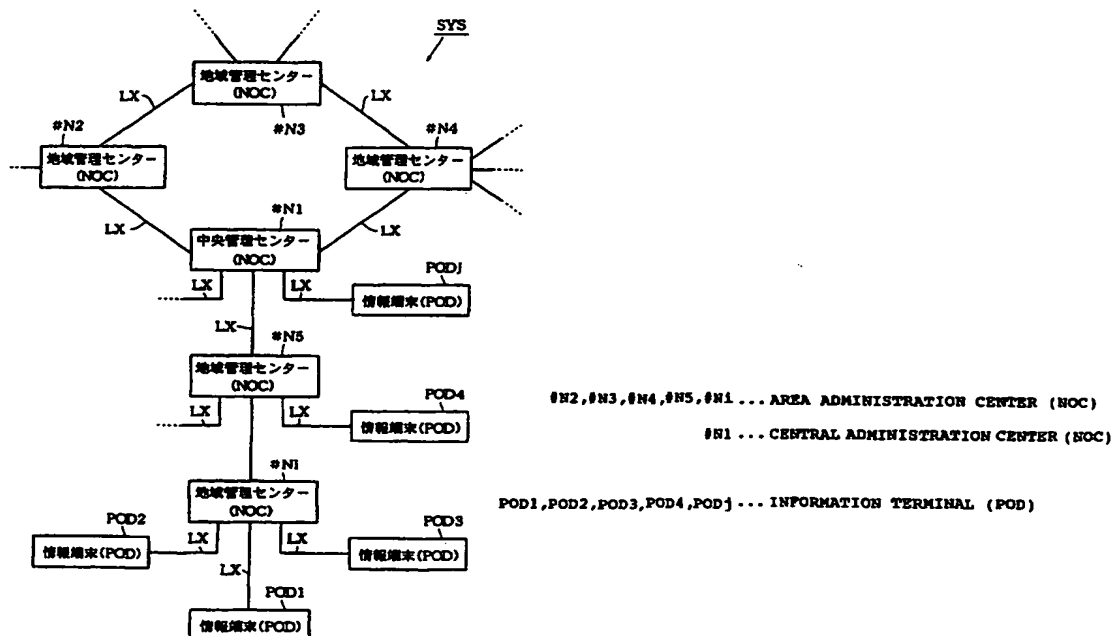 SYS
地域管理センター
(NOC)
LX
LX
#N2
#N3
#N4
地域管理センター
(NOC)
地域管理センター
(NOC)
LX
#N1
LX
中央管理センター
(NOC)
PODj
LX
LX
情報端末(POD)
LX
#N5
地域管理センター
(NOC)
POD4
LX
LX
情報端末(POD)
#N2,#N3,#N4,#N5,#Ni...AREA ADMINISTRATION CENTER (NOC)
#N1...CENTRAL ADMINISTRATION CENTER (NOC)
#Ni
地域管理センター
(NOC)
POD1,POD2,POD3,POD4,PODj...INFORMATION TERMINAL (POD)
POD2
POD3
LX
LX
情報端末(POD)
情報端末(POD)
LX
POD1
情報端末(POD)